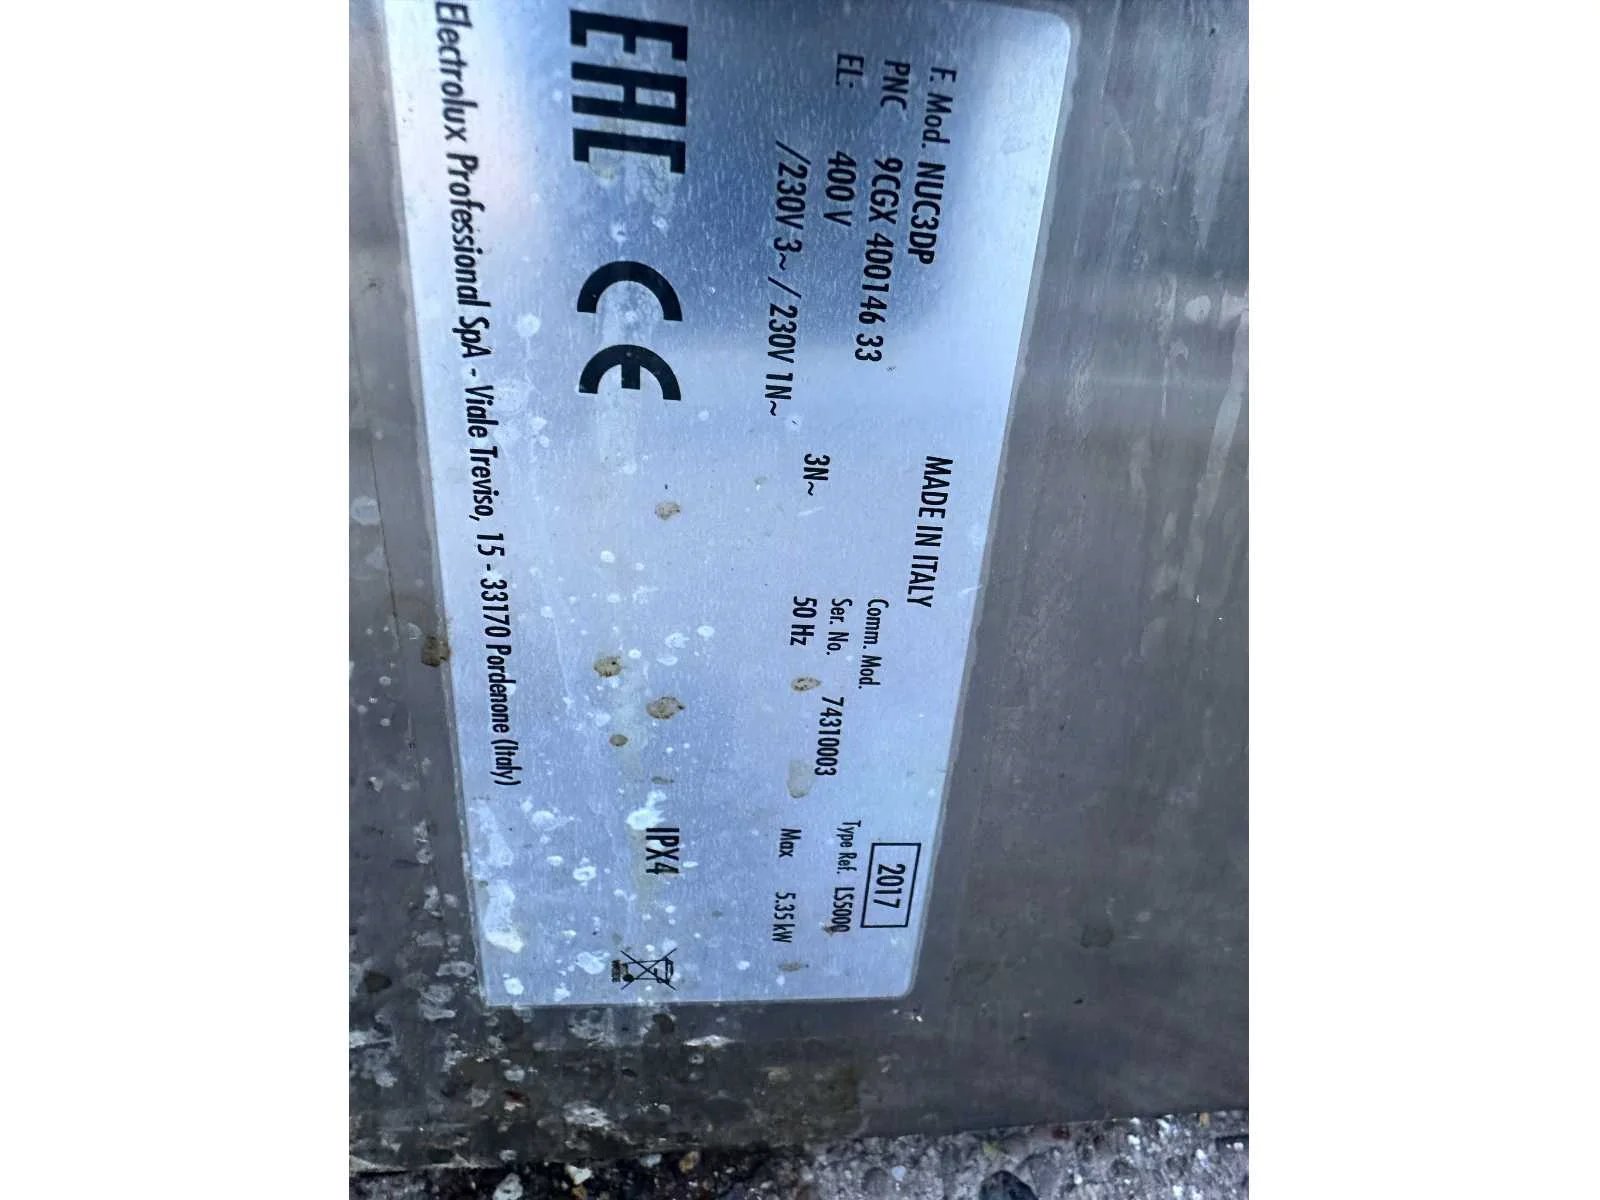 F. Mod. NUC3DP
MADE IN ITALY
2017
PNC 9CGX 400146 33
Comm. Mod.
Type Ref. LS5000
EL: 400 V
3N~
Ser. No. 74310003
/230V 3~ / 230V 1N~
50 Hz
Max 5.35 kW
EAC
CE
IPX4
Electrolux Professional SpA - Viale Treviso, 15 - 33170 Pordenone (Italy)